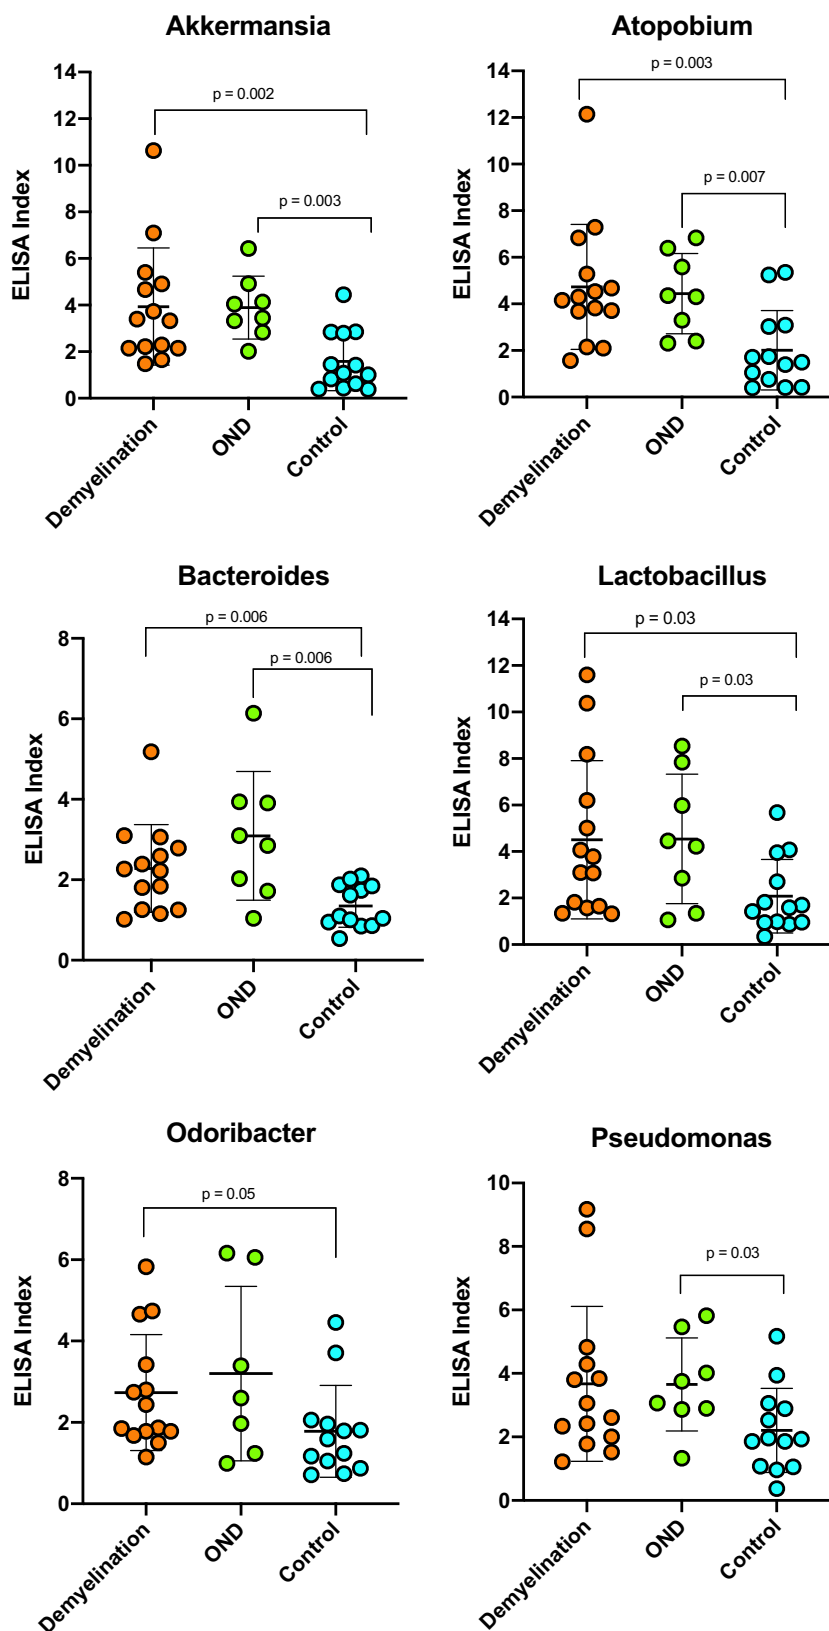 Akkermansia
14
12
10
8
6
4
2
0
ELISA Index
p = 0.002
p = 0.003
Demyelination
OND
Control
Atopobium
14
12
10
8
6
4
2
0
ELISA Index
p = 0.003
p = 0.007
Demyelination
OND
Control
Bacteroides
8
6
4
2
0
ELISA Index
p = 0.006
p = 0.006
Demyelination
OND
Control
Lactobacillus
14
12
10
8
6
4
2
0
ELISA Index
p = 0.03
p = 0.03
Demyelination
OND
Control
Odoribacter
8
6
4
2
0
ELISA Index
p = 0.05
Demyelination
OND
Control
Pseudomonas
10
8
6
4
2
0
ELISA Index
p = 0.03
Demyelination
OND
Control